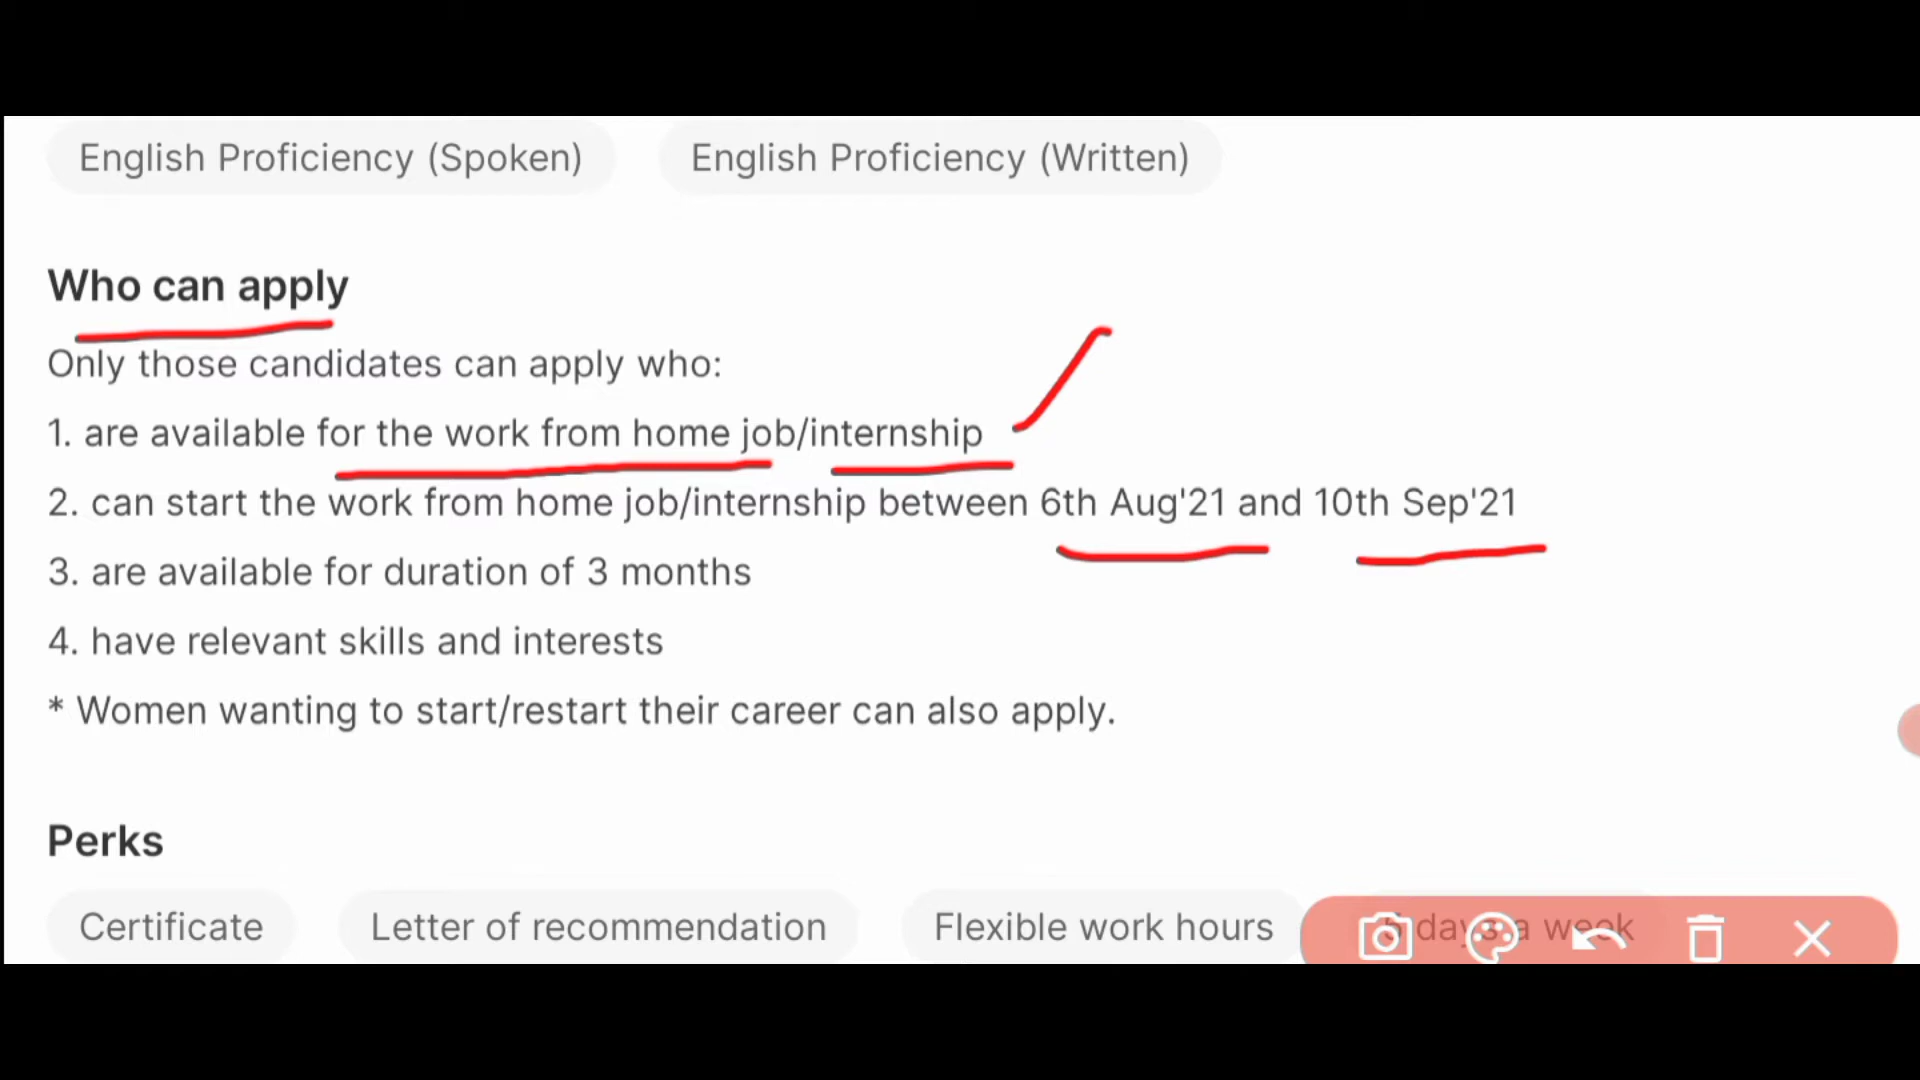 English Proficiency (Spoken) English Proficiency (Written)
Who can apply
Only those candidates can apply who:
1. are available for the work from home job/internship
2. can start the work from home job/internship between 6th Aug'21 and 10th Sep'21
3. are available for duration of 3 months
4. have relevant skills and interests
* Women wanting to start/restart their career can also apply.
Perks
Certificate Letter of recommendation Flexible work hours 5 days a week